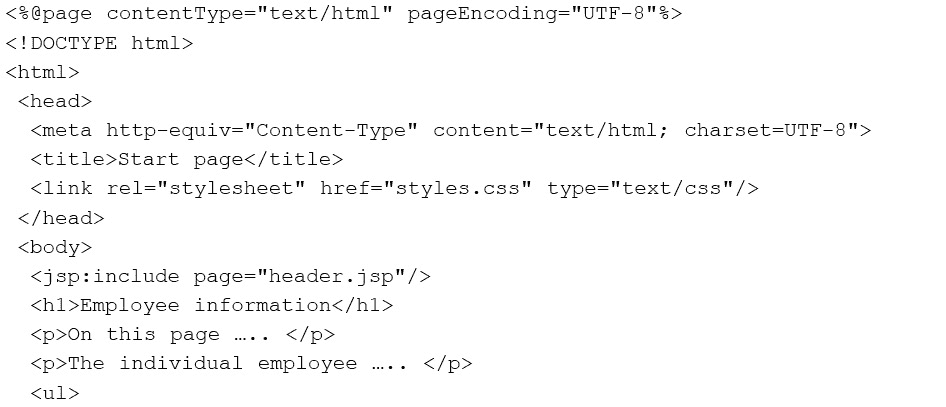 <%@page contentType="text/html" pageEncoding="UTF-8"%>
<!DOCTYPE html>
<html>
<head>
<meta http-equiv="Content-Type" content="text/html; charset=UTF-8">
<title>Start page</title>
<link rel="stylesheet" href="styles.css" type="text/css"/>
</head>
<body>
<jsp:include page="header.jsp"/>
<h1>Employee information</h1>
<p>On this page ….. </p>
<p>The individual employee ….. </p>
<ul>